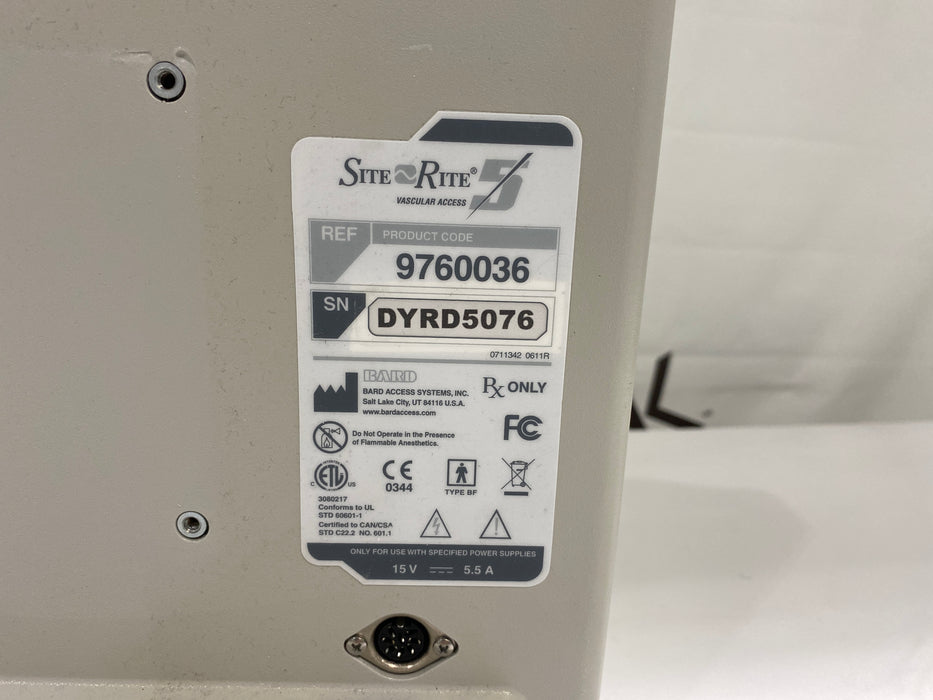 SITE RITE® 5
VASCULAR ACCESS
REF PRODUCT CODE
9760036
SN DYRD5076
0711342 0611R
BARD
BARD ACCESS SYSTEMS, INC.
Salt Lake City, UT 84116 U.S.A.
www.bardaccess.com
Rx ONLY
Do Not Operate in the Presence
of Flammable Anesthetics.
FC
C ETL US
CE
0344
TYPE BF
3080217
Conforms to UL
STD 60601-1
Certified to CAN/CSA
STD C22.2 NO. 601.1
ONLY FOR USE WITH SPECIFIED POWER SUPPLIES
15 V 5.5 A